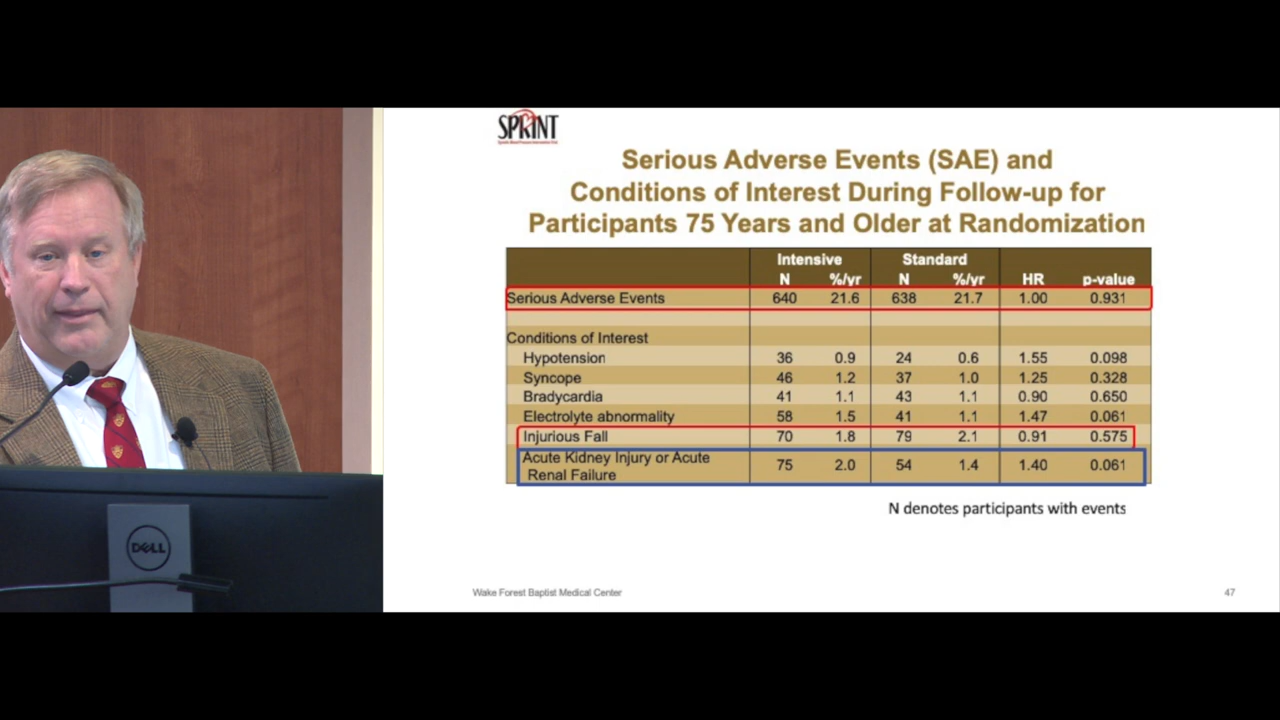 SPRINT
Serious Adverse Events (SAE) and
Conditions of Interest During Follow-up for
Participants 75 Years and Older at Randomization
Intensive Standard
N %/yr N %/yr HR p-value
Serious Adverse Events 640 21.6 638 21.7 1.00 0.931
Conditions of Interest
Hypotension 36 0.9 24 0.6 1.55 0.098
Syncope 46 1.2 37 1.0 1.25 0.328
Bradycardia 41 1.1 43 1.1 0.90 0.650
Electrolyte abnormality 58 1.5 41 1.1 1.47 0.061
Injurious Fall 70 1.8 79 2.1 0.91 0.575
Acute Kidney Injury or Acute
Renal Failure 75 2.0 54 1.4 1.40 0.061
N denotes participants with events
Wake Forest Baptist Medical Center 47
DELL